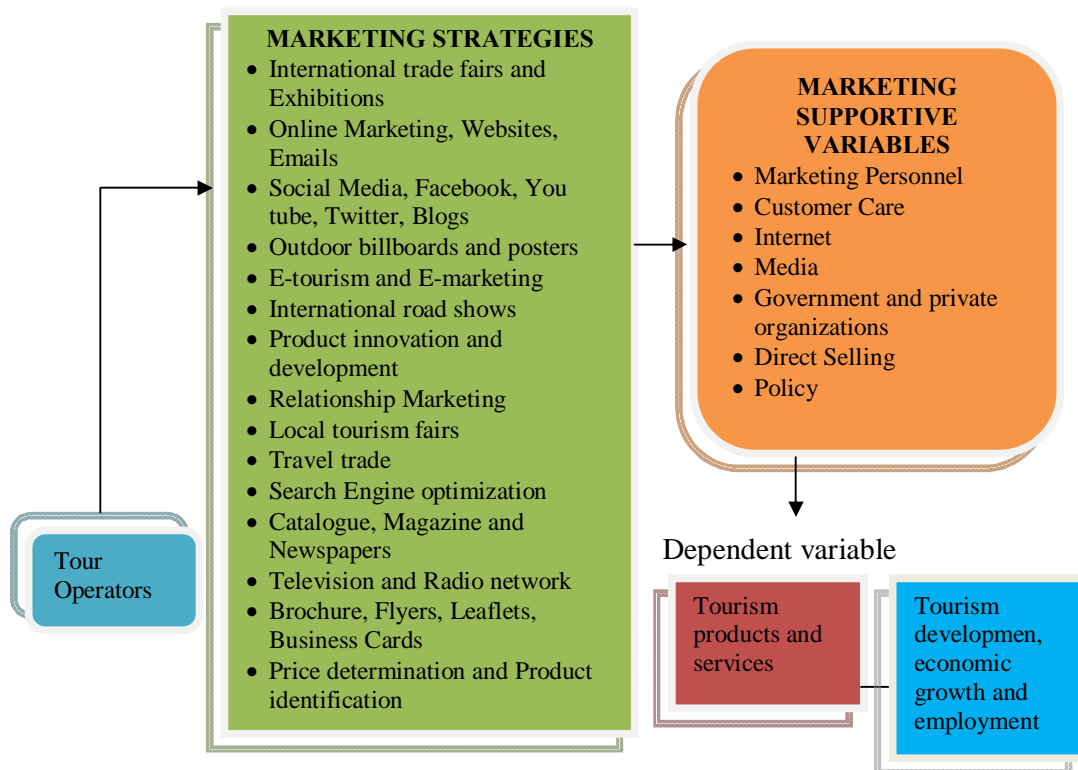 MARKETING STRATEGIES
• International trade fairs and
Exhibitions
• Online Marketing, Websites,
Emails
• Social Media, Facebook, You
tube, Twitter, Blogs
• Outdoor billboards and posters
• E-tourism and E-marketing
• International road shows
• Product innovation and
development
• Relationship Marketing
• Local tourism fairs
• Travel trade
• Search Engine optimization
• Catalogue, Magazine and
Newspapers
• Television and Radio network
• Brochure, Flyers, Leaflets,
Business Cards
• Price determination and Product
identification
MARKETING
SUPPORTIVE
VARIABLES
• Marketing Personnel
• Customer Care
• Internet
• Media
• Government and private
organizations
• Direct Selling
• Policy
Tour
Operators
Dependent variable
Tourism
products and
services
Tourism
developmen,
economic
growth and
employment